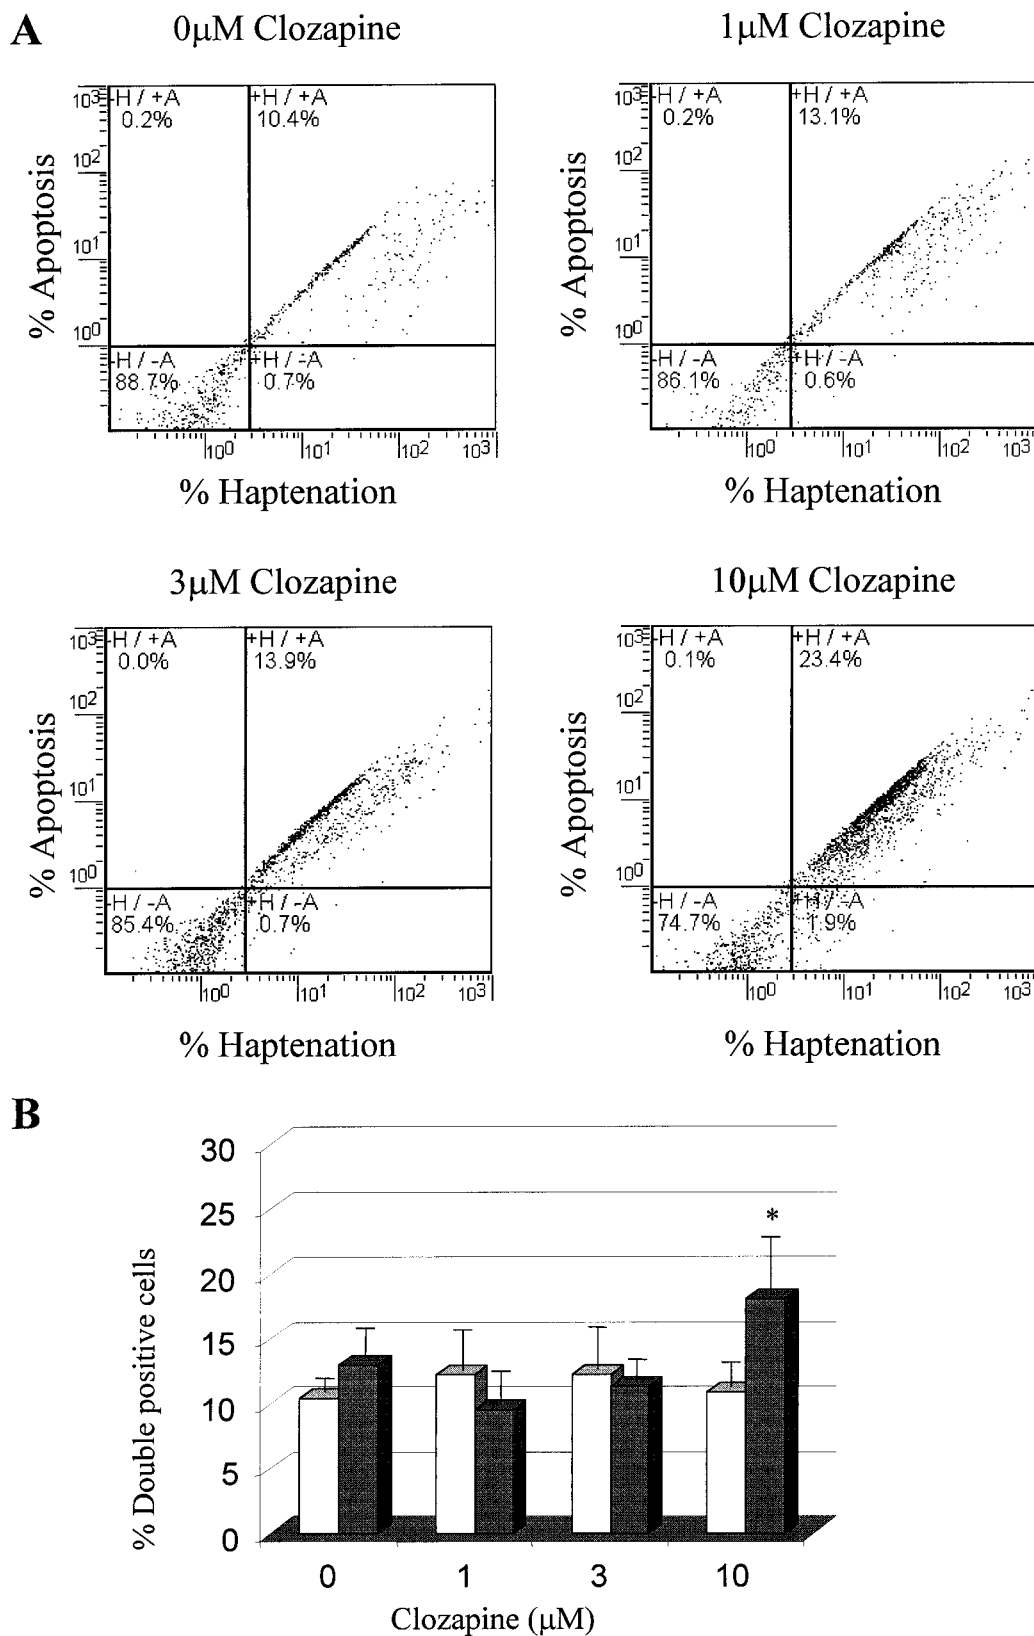 A
0μM Clozapine
1μM Clozapine
10³
-H / +A
0.2%
+H / +A
10.4%
10²
10¹
10⁰
-H / -A
88.7%
+H / -A
0.7%
% Apoptosis
10⁰ 10¹ 10² 10³
% Haptenation
10³
-H / +A
0.2%
+H / +A
13.1%
10²
10¹
10⁰
-H / -A
86.1%
+H / -A
0.6%
% Apoptosis
10⁰ 10¹ 10² 10³
% Haptenation
3μM Clozapine
10μM Clozapine
10³
-H / +A
0.0%
+H / +A
13.9%
10²
10¹
10⁰
-H / -A
85.4%
+H / -A
0.7%
% Apoptosis
10⁰ 10¹ 10² 10³
% Haptenation
10³
-H / +A
0.1%
+H / +A
23.4%
10²
10¹
10⁰
-H / -A
74.7%
+H / -A
1.9%
% Apoptosis
10⁰ 10¹ 10² 10³
% Haptenation
B
% Double positive cells
30
25
20
15
10
5
0
*
0 1 3 10
Clozapine (μM)